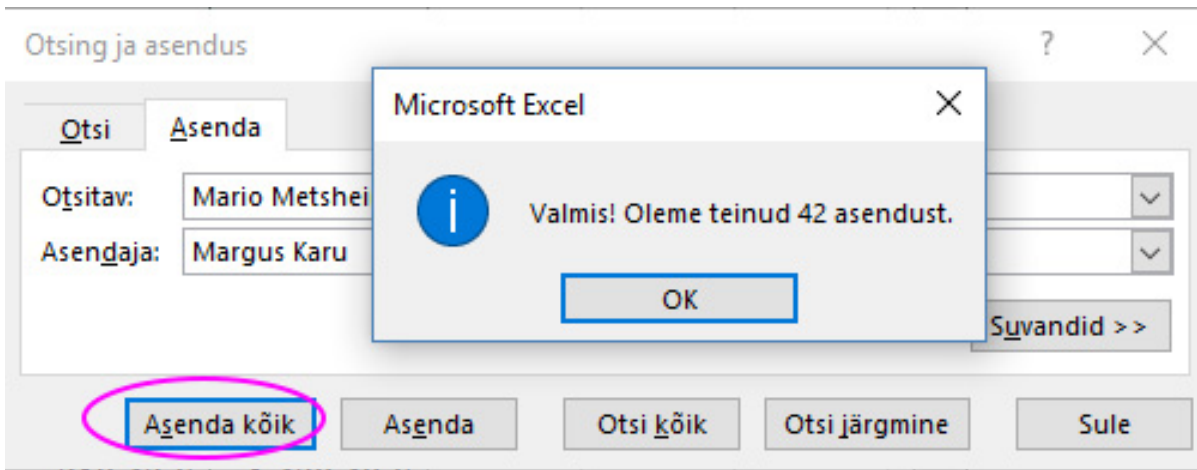 Otsing ja asendus ?
Microsoft Excel
Otsi Asenda
Otsitav: Mario
Valmis! Oleme teinud 42 asendust.
Asendaja: Margus Karu
OK
Suvandid >>
Asenda kõik Asenda Otsi kõik Otsi järgmine Sule